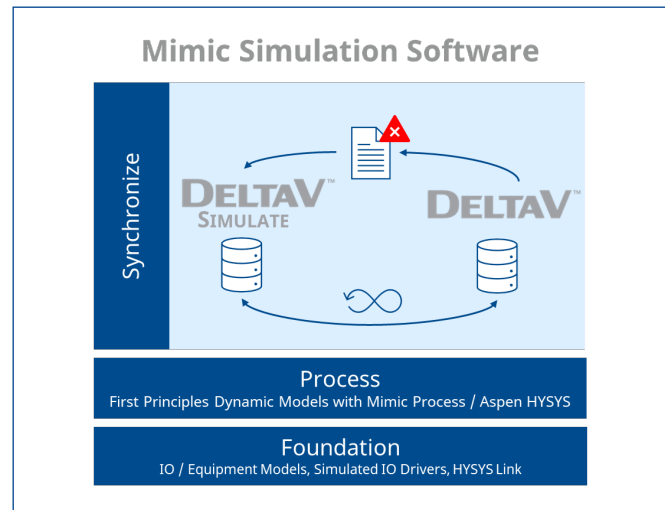 Mimic Simulation Software
Synchronize
DELTAV™
SIMULATE
DELTAV™
Process
First Principles Dynamic Models with Mimic Process / Aspen HYSYS
Foundation
IO / Equipment Models, Simulated IO Drivers, HYSYS Link